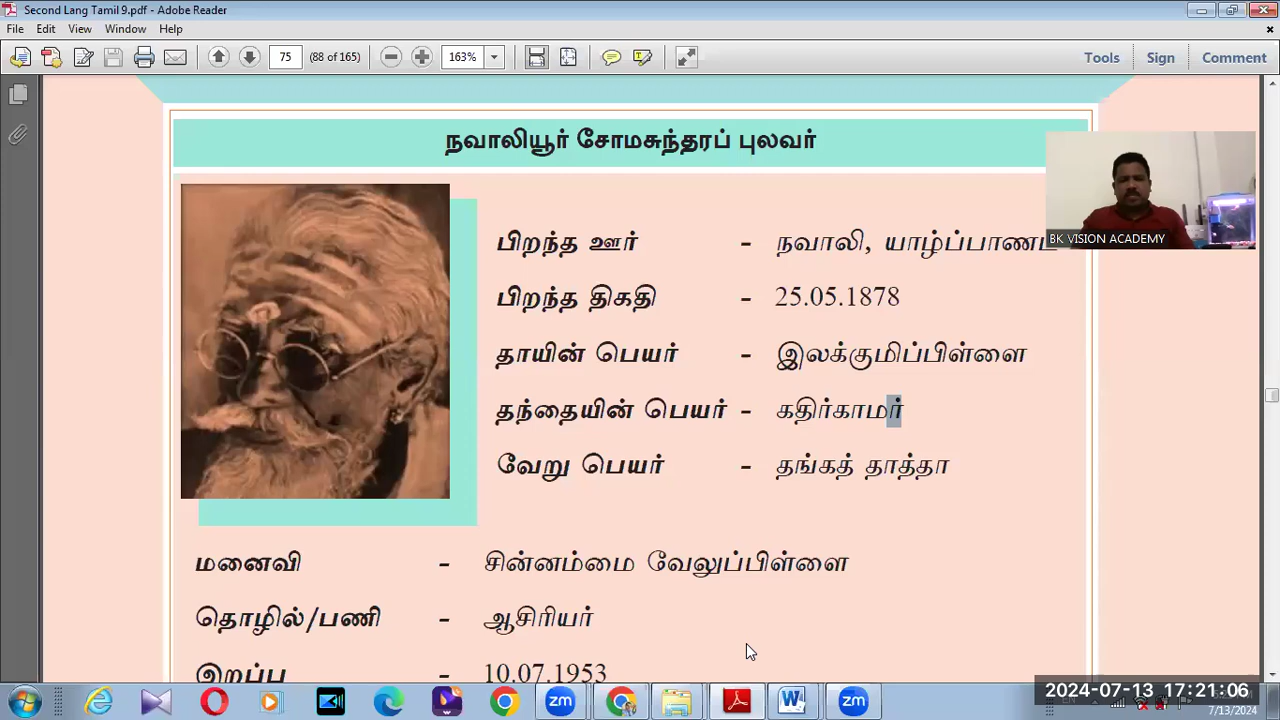 Second Lang Tamil 9.pdf - Adobe Reader
File Edit View Window Help
75 (88 of 165) 163% Tools Sign Comment
நவாலியூர் சோமசுந்தரப் புலவர்
பிறந்த ஊர் - நவாலி, யாழ்ப்பாணம்
BK VISION ACADEMY
பிறந்த திகதி - 25.05.1878
தாயின் பெயர் - இலக்குமிப்பிள்ளை
தந்தையின் பெயர் - கதிர்காமர்
வேறு பெயர் - தங்கத் தாத்தா
மனைவி - சின்னம்மை வேலுப்பிள்ளை
தொழில்/பணி - ஆசிரியர்
இறப்பு - 10.07.1953
zm zm
2024-07-13 17:21:06
7/13/2024